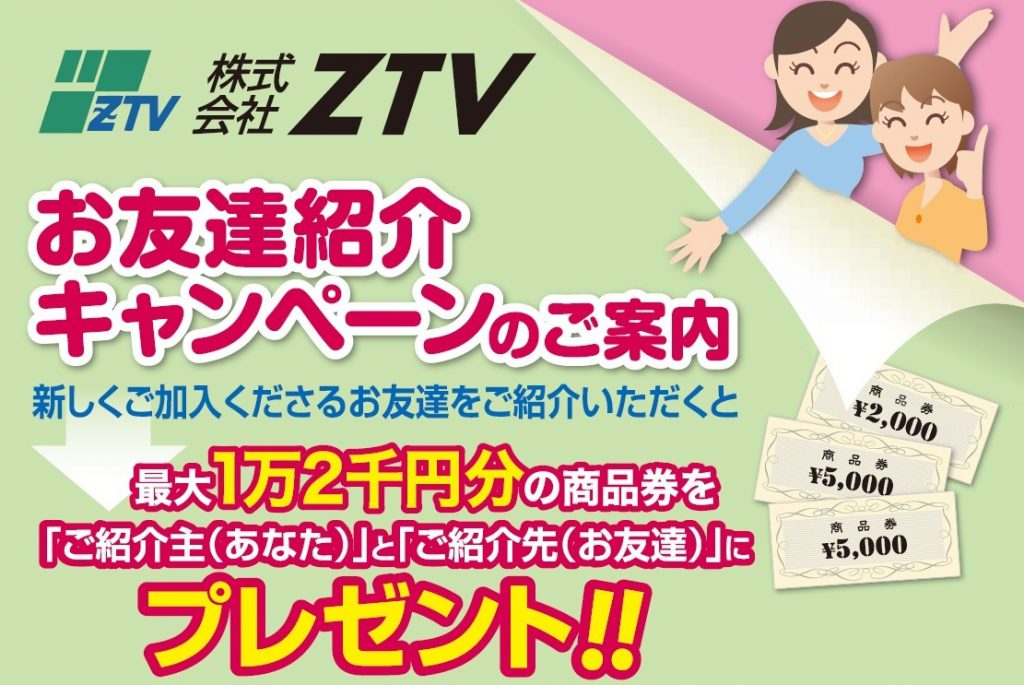 ZTV
株式会社 ZTV
お友達紹介
キャンペーンのご案内
新しくご加入くださるお友達をご紹介いただくと
最大1万2千円分の商品券を
「ご紹介主(あなた)」と「ご紹介先(お友達)」に
プレゼント!!
商品券
¥2,000
商品券
¥5,000
商品券
¥5,000